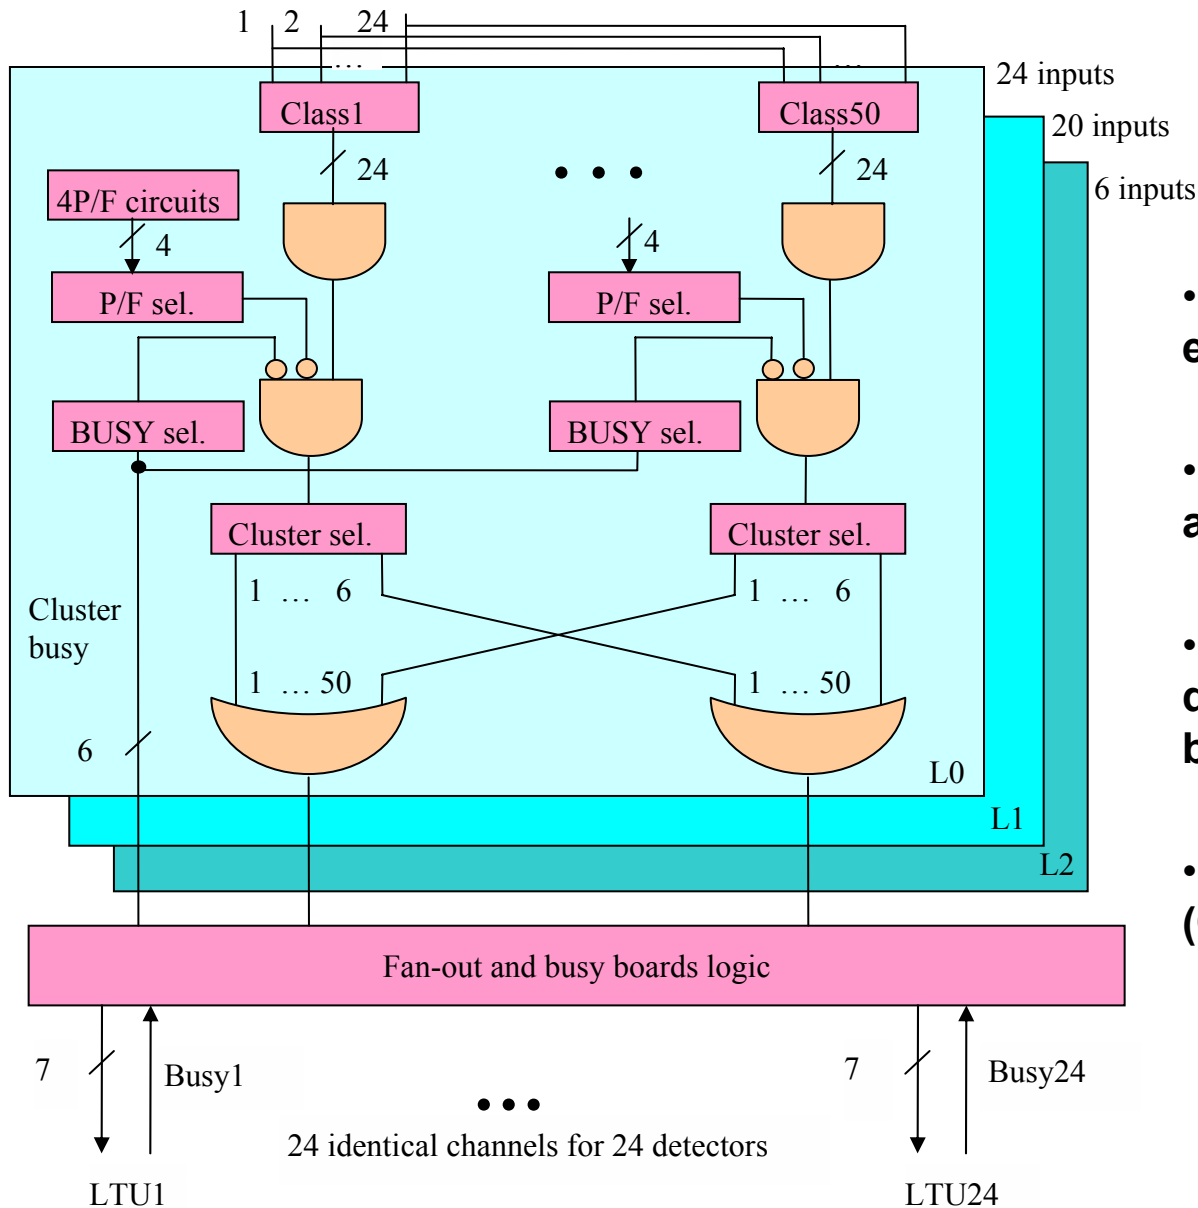 1 2 24
... ...
24 inputs
Class1 Class50
20 inputs
24 • • • 24
4P/F circuits
6 inputs
4 4
P/F sel. P/F sel.
•
e
BUSY sel. BUSY sel.
•
a
Cluster sel. Cluster sel.
1 ... 6 1 ... 6
Cluster
busy
•
1 ... 50 1 ... 50
b
6
L0
L1
L2
•
(
Fan-out and busy boards logic
7 Busy1 7 Busy24
•••
24 identical channels for 24 detectors
LTU1 LTU24